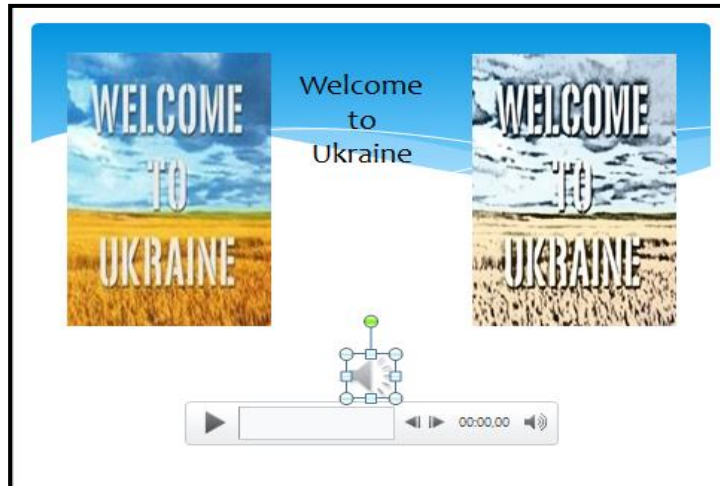 WELCOME
TO
UKRAINE
Welcome
to
Ukraine
WELCOME
TO
UKRAINE
00:00,00